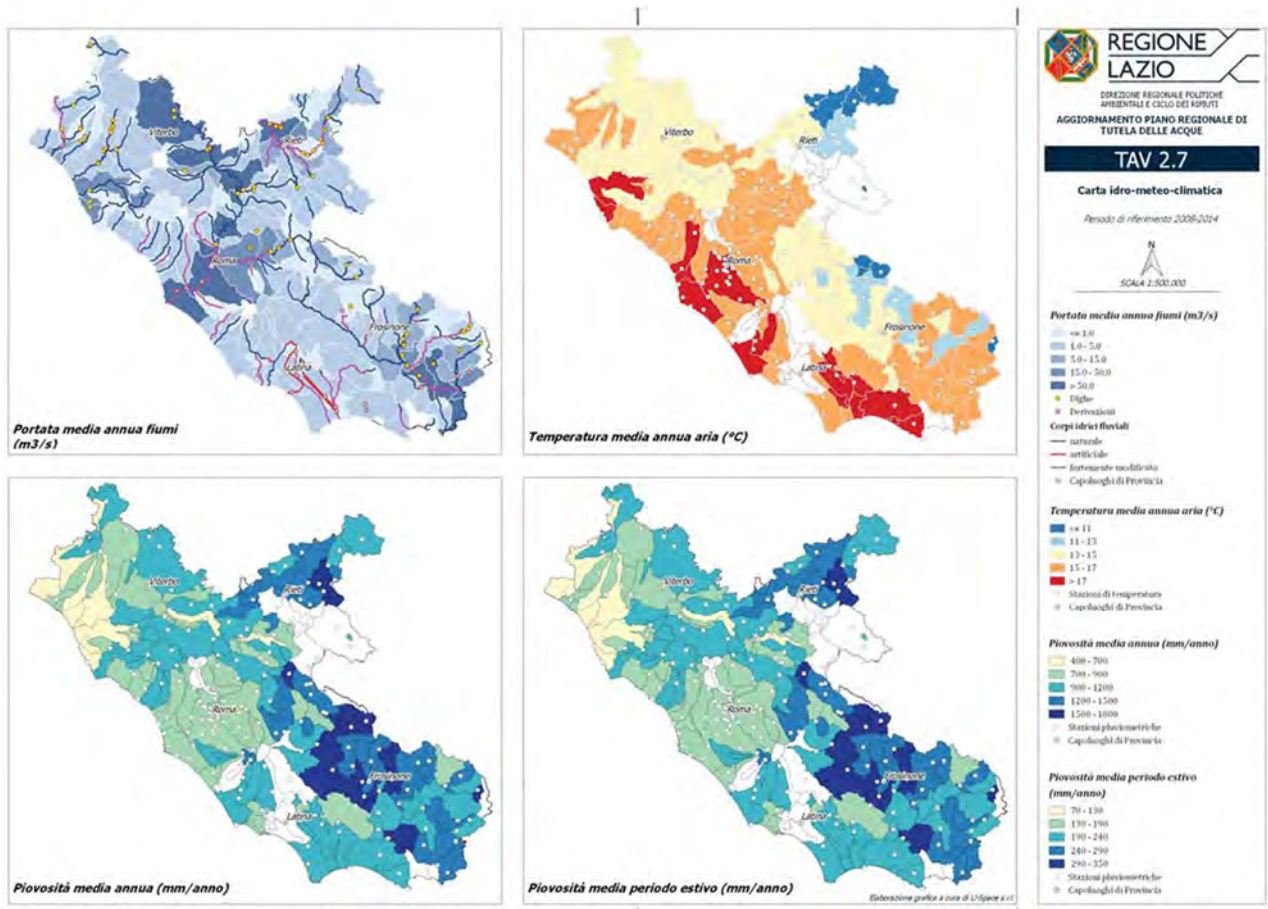 Viterbo
Rieti
Roma
Frosinone
Latina
Portata media annua fiumi
(m3/s)
Viterbo
Rieti
Roma
Frosinone
Latina
Temperatura media annua aria (°C)
Viterbo
Rieti
Roma
Frosinone
Latina
Piovosità media annua (mm/anno)
Viterbo
Rieti
Roma
Frosinone
Latina
Piovosità media periodo estivo (mm/anno)
Elaborazione grafica a cura di U-Space s.r.l.
REGIONE
LAZIO
DIREZIONE REGIONALE POLITICHE
AMBIENTALI E CICLO DEI RIFIUTI
AGGIORNAMENTO PIANO REGIONALE DI
TUTELA DELLE ACQUE
TAV 2.7
Carta idro-meteo-climatica
Periodo di riferimento 2008-2014
N
SCALA 1:500.000
Portata media annua fiumi (m3/s)
<= 1.0
1.0 - 5.0
5.0 - 15.0
15.0 - 50.0
> 50.0
Dighe
Derivazioni
Corpi idrici fluviali
naturale
artificiale
fortemente modificato
Capoluoghi di Provincia
Temperatura media annua aria (°C)
<= 11
11 - 13
13 - 15
15 - 17
> 17
Stazioni di temperatura
Capoluoghi di Provincia
Piovosità media annua (mm/anno)
400 - 700
700 - 900
900 - 1200
1200 - 1500
1500 - 1800
Stazioni pluviometriche
Capoluoghi di Provincia
Piovosità media periodo estivo
(mm/anno)
70 - 130
130 - 190
190 - 240
240 - 290
290 - 350
Stazioni pluviometriche
Capoluoghi di Provincia